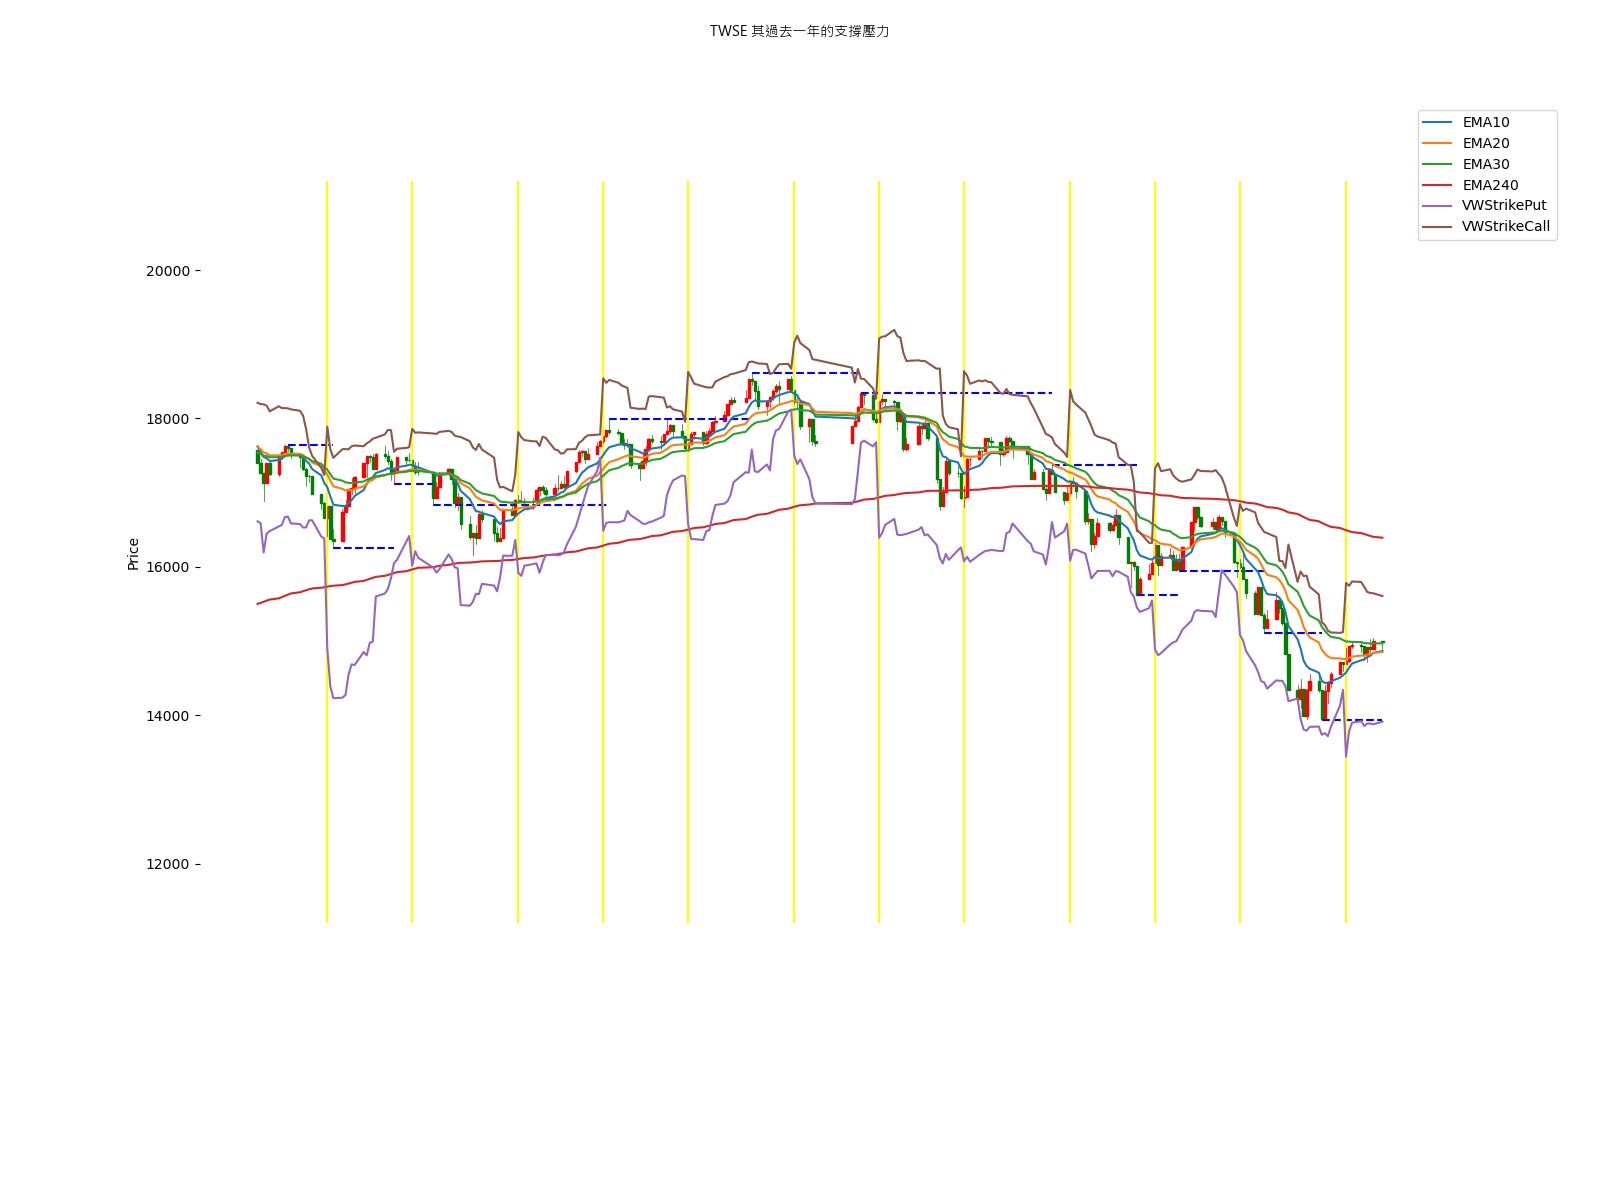 TWSE 其過去一年的支撐壓力
EMA10
EMA20
EMA30
EMA240
VWStrikePut
VWStrikeCall
20000
18000
16000
14000
12000
Price